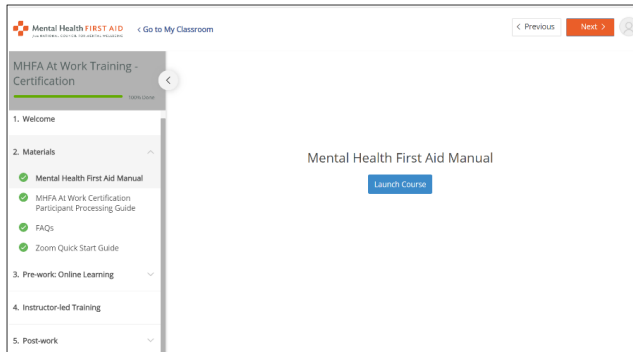 Mental Health FIRST AID
< Go to My Classroom
< Previous
Next >
MHFA At Work Training -
Certification
100% Done
1. Welcome
2. Materials
Mental Health First Aid Manual
MHFA At Work Certification
Participant Processing Guide
FAQs
Zoom Quick Start Guide
3. Pre-work: Online Learning
4. Instructor-led Training
5. Post-work
Mental Health First Aid Manual
Launch Course